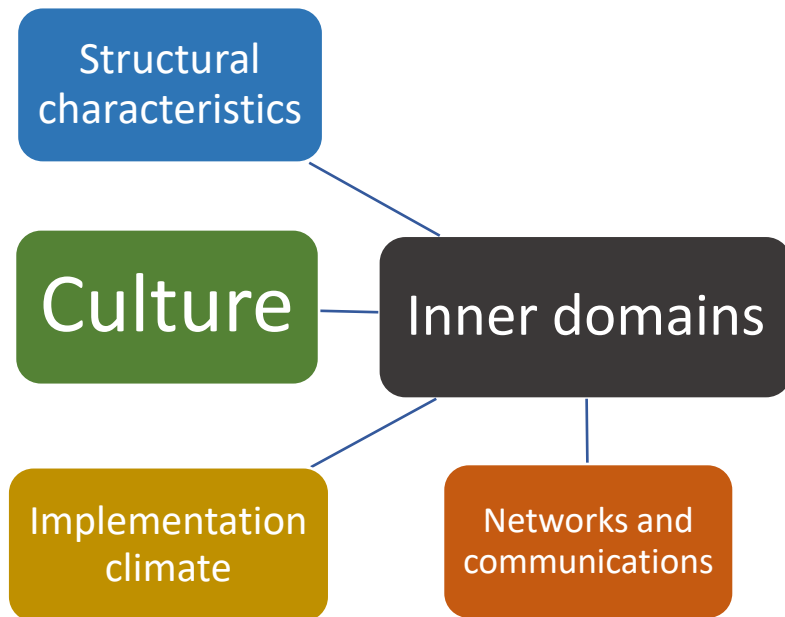 Structural
characteristics
Culture
Inner domains
Implementation
climate
Networks and
communications